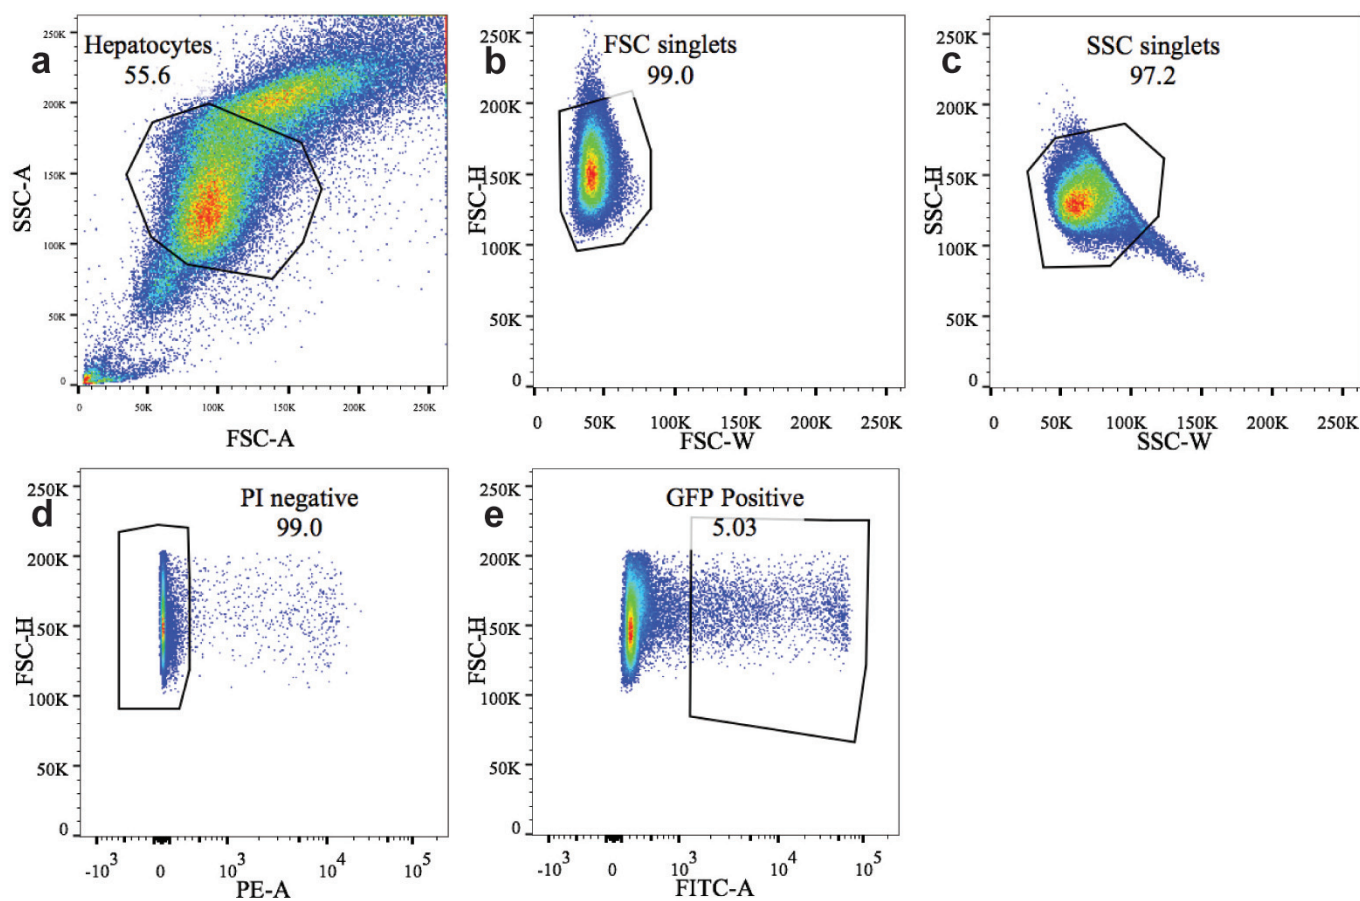 a
Hepatocytes
55.6
250K
200K
150K
100K
50K
0
SSC-A
0 50K 100K 150K 200K 250K
FSC-A
b
FSC singlets
99.0
250K
200K
150K
100K
50K
0
FSC-H
0 50K 100K 150K 200K 250K
FSC-W
c
SSC singlets
97.2
250K
200K
150K
100K
50K
0
SSC-H
0 50K 100K 150K 200K 250K
SSC-W
d
PI negative
99.0
250K
200K
150K
100K
50K
0
FSC-H
-10³ 0 10³ 10⁴ 10⁵
PE-A
e
GFP Positive
5.03
250K
200K
150K
100K
50K
0
FSC-H
-10³ 0 10³ 10⁴ 10⁵
FITC-A